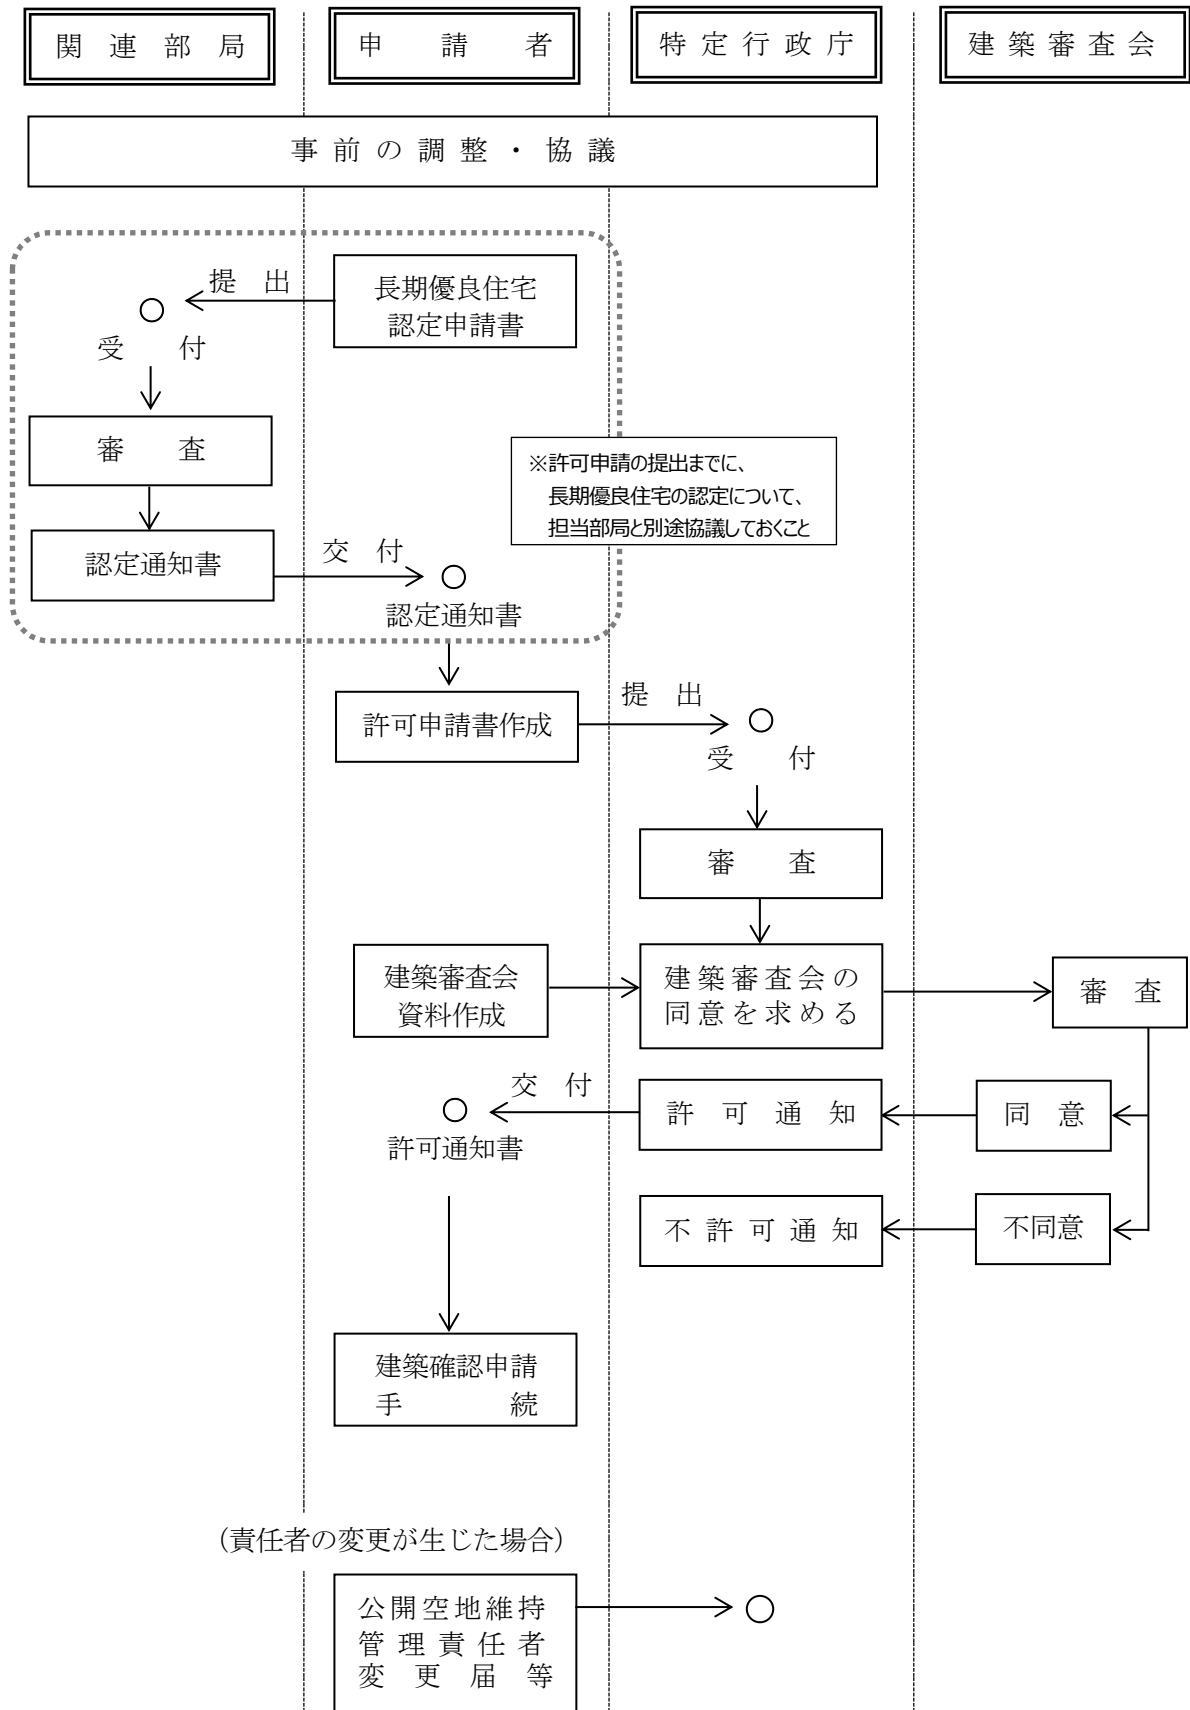 関連部局
申請者
特定行政庁
建築審査会
事前の調整・協議
提出
長期優良住宅
認定申請書
受付
審査
※許可申請の提出までに、
長期優良住宅の認定について、
担当部局と別途協議しておくこと
認定通知書
交付
認定通知書
許可申請書作成
提出
受付
審査
建築審査会
資料作成
建築審査会の
同意を求める
審査
交付
許可通知書
許可通知
同意
不許可通知
不同意
建築確認申請
手続
（責任者の変更が生じた場合）
公開空地維持
管理責任者
変更届等